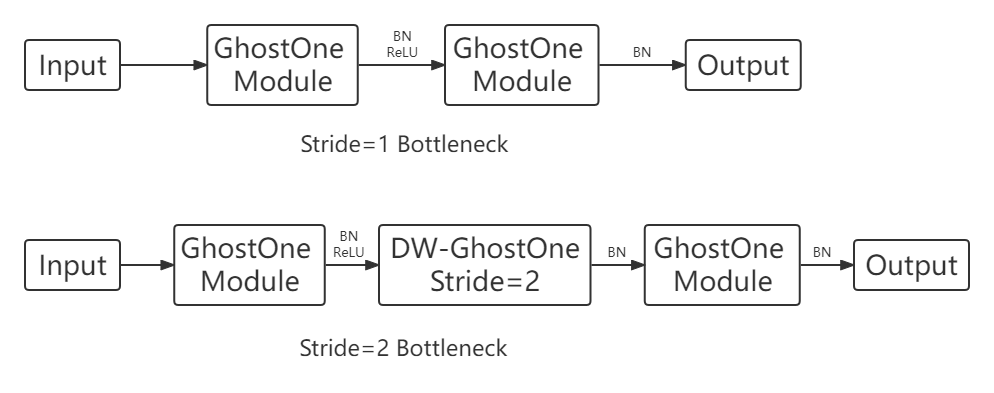 Input
GhostOne
Module
BN
ReLU
GhostOne
Module
BN
Output
Stride=1 Bottleneck
Input
GhostOne
Module
BN
ReLU
DW-GhostOne
Stride=2
BN
GhostOne
Module
BN
Output
Stride=2 Bottleneck